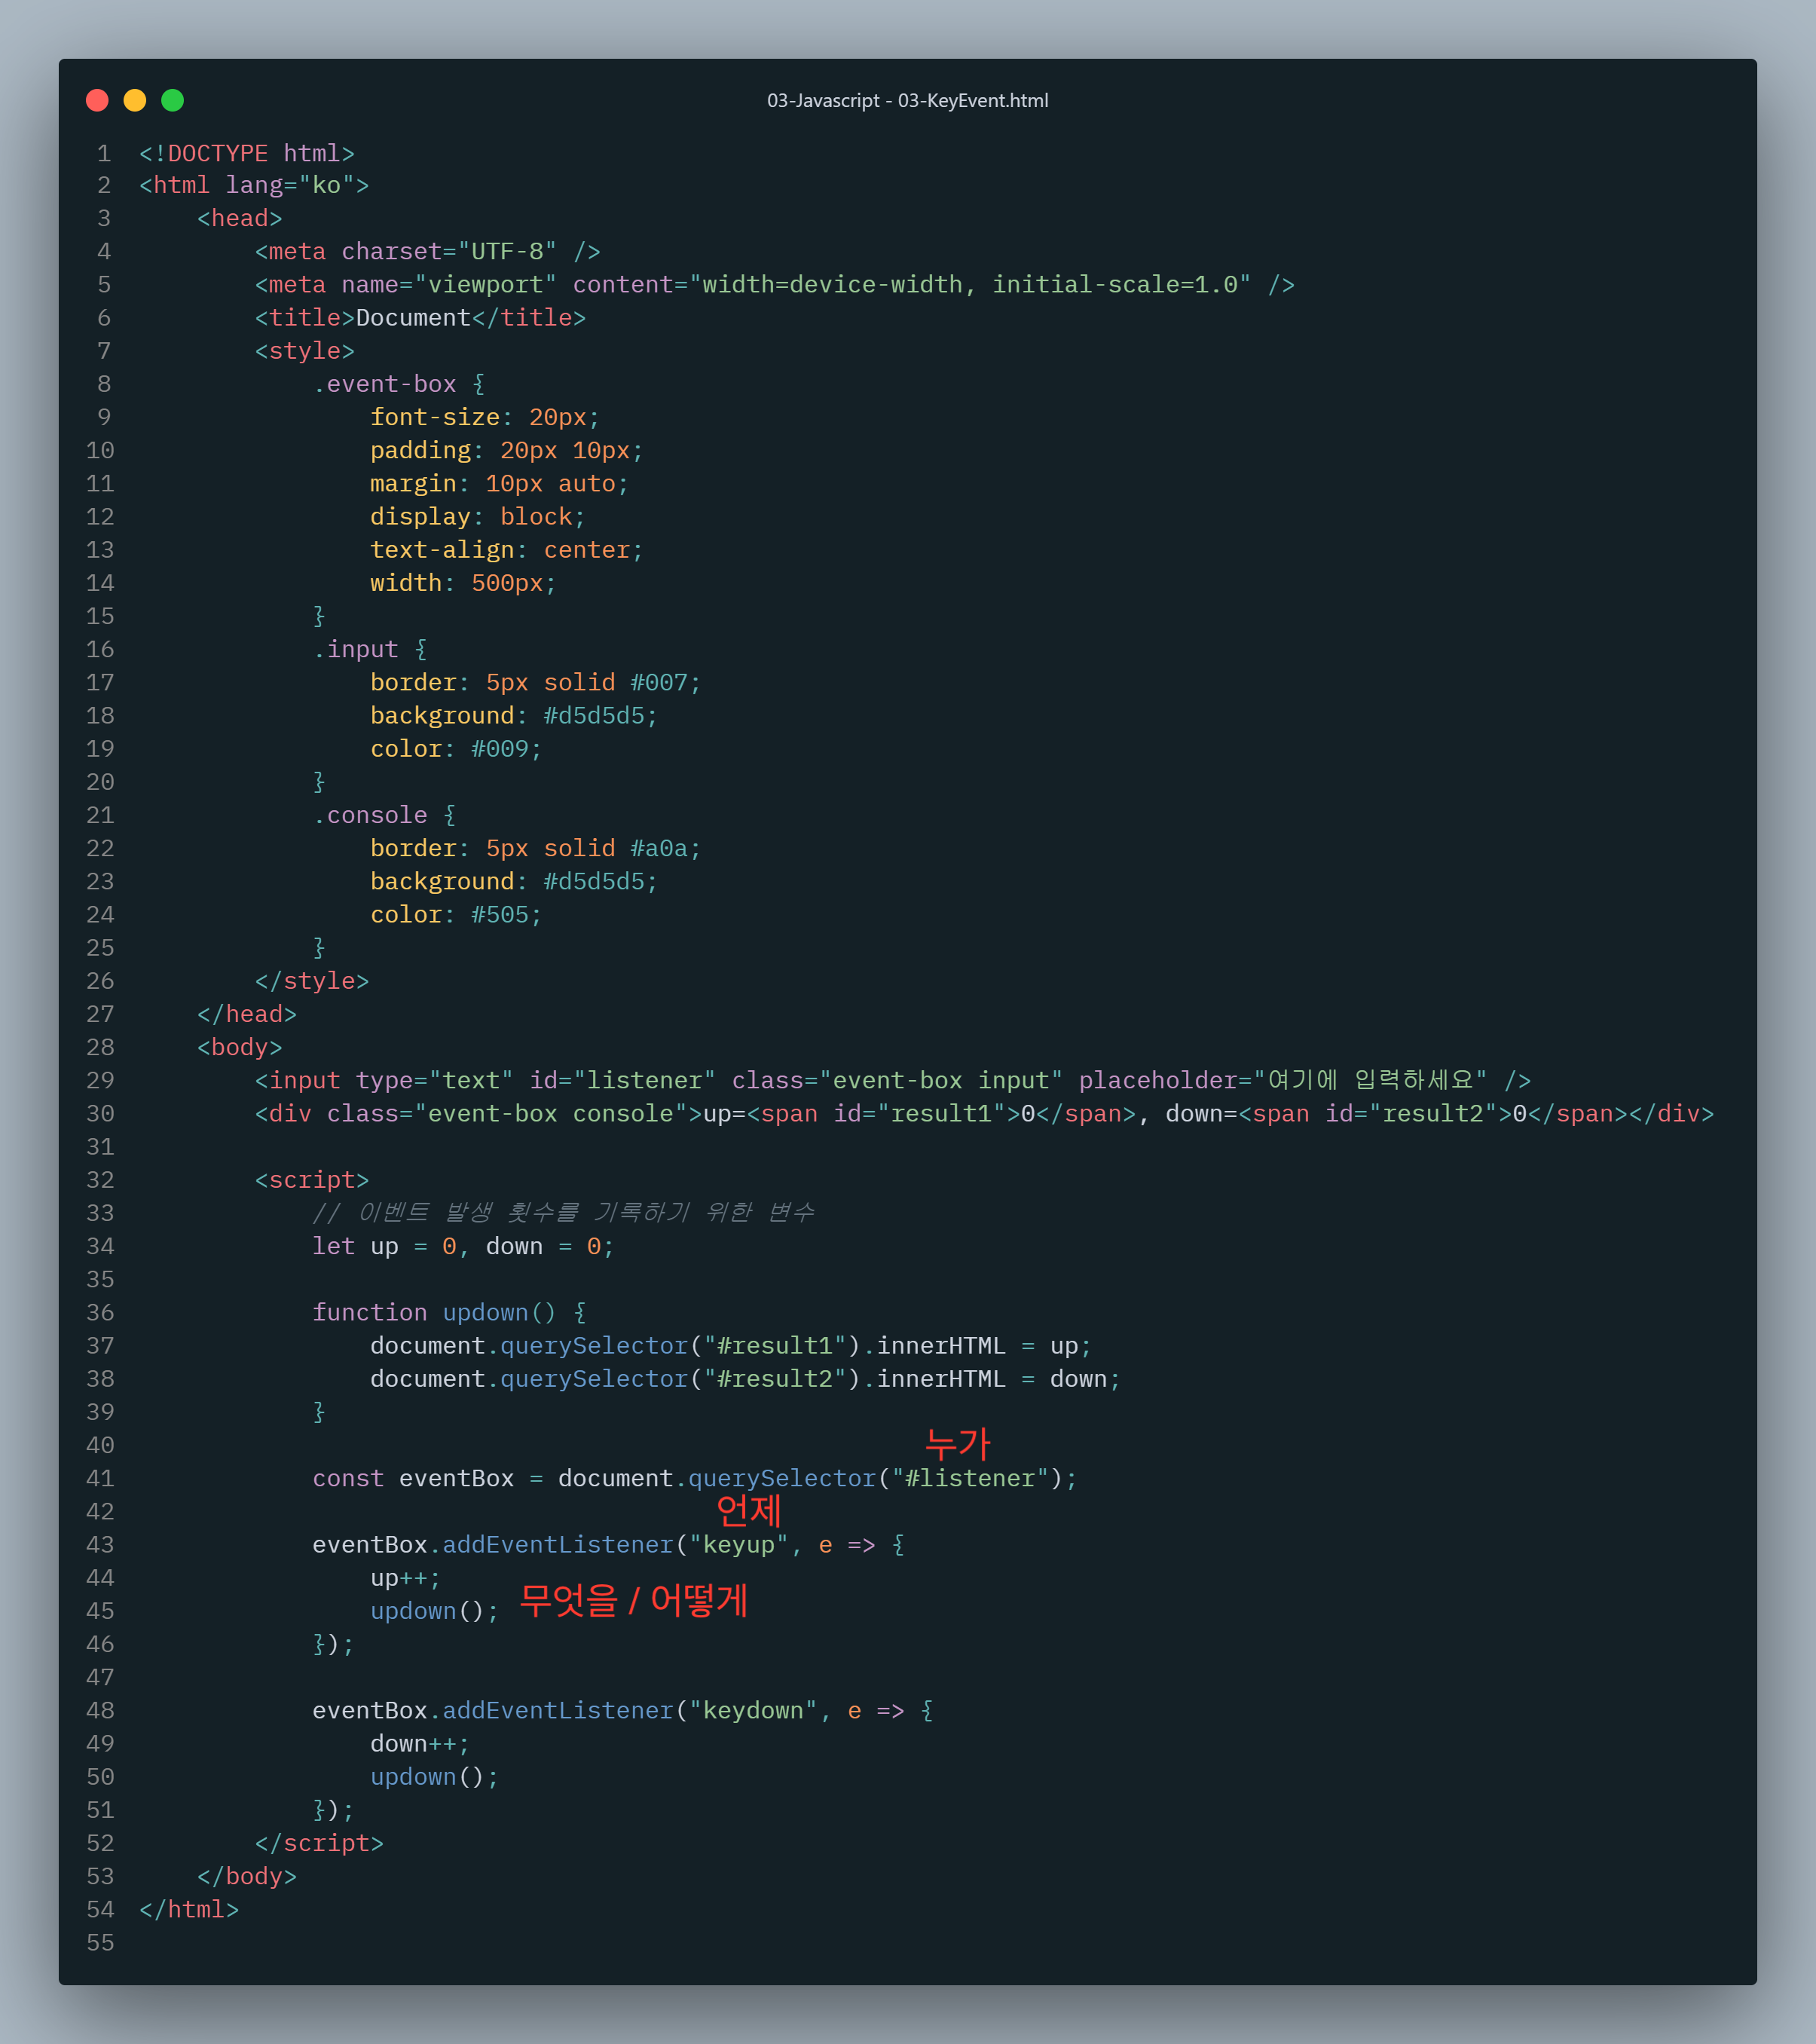 03-Javascript - 03-KeyEvent.html
1 <!DOCTYPE html>
2 <html lang="ko">
3     <head>
4         <meta charset="UTF-8" />
5         <meta name="viewport" content="width=device-width, initial-scale=1.0" />
6         <title>Document</title>
7         <style>
8             .event-box {
9                 font-size: 20px;
10                 padding: 20px 10px;
11                 margin: 10px auto;
12                 display: block;
13                 text-align: center;
14                 width: 500px;
15             }
16             .input {
17                 border: 5px solid #007;
18                 background: #d5d5d5;
19                 color: #009;
20             }
21             .console {
22                 border: 5px solid #a0a;
23                 background: #d5d5d5;
24                 color: #505;
25             }
26         </style>
27     </head>
28     <body>
29         <input type="text" id="listener" class="event-box input" placeholder="여기에 입력하세요" />
30         <div class="event-box console">up=<span id="result1">0</span>, down=<span id="result2">0</span></div>
31
32         <script>
33             // 이벤트 발생 횟수를 기록하기 위한 변수
34             let up = 0, down = 0;
35
36             function updown() {
37                 document.querySelector("#result1").innerHTML = up;
38                 document.querySelector("#result2").innerHTML = down;
39             }
40 누가
41             const eventBox = document.querySelector("#listener");
42 언제
43             eventBox.addEventListener("keyup", e => {
44                 up++;
45                 updown(); 무엇을 / 어떻게
46             });
47
48             eventBox.addEventListener("keydown", e => {
49                 down++;
50                 updown();
51             });
52         </script>
53     </body>
54 </html>
55